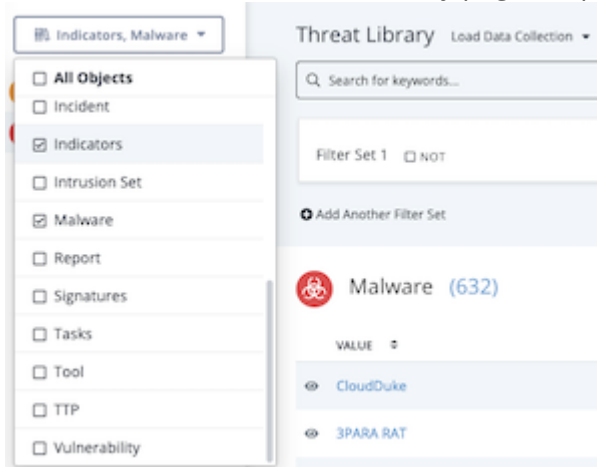 Indicators, Malware
All Objects
Incident
Indicators
Intrusion Set
Malware
Report
Signatures
Tasks
Tool
TTP
Vulnerability
Threat Library Load Data Collection
Search for keywords...
Filter Set 1 NOT
Add Another Filter Set
Malware (632)
VALUE
CloudDuke
3PARA RAT